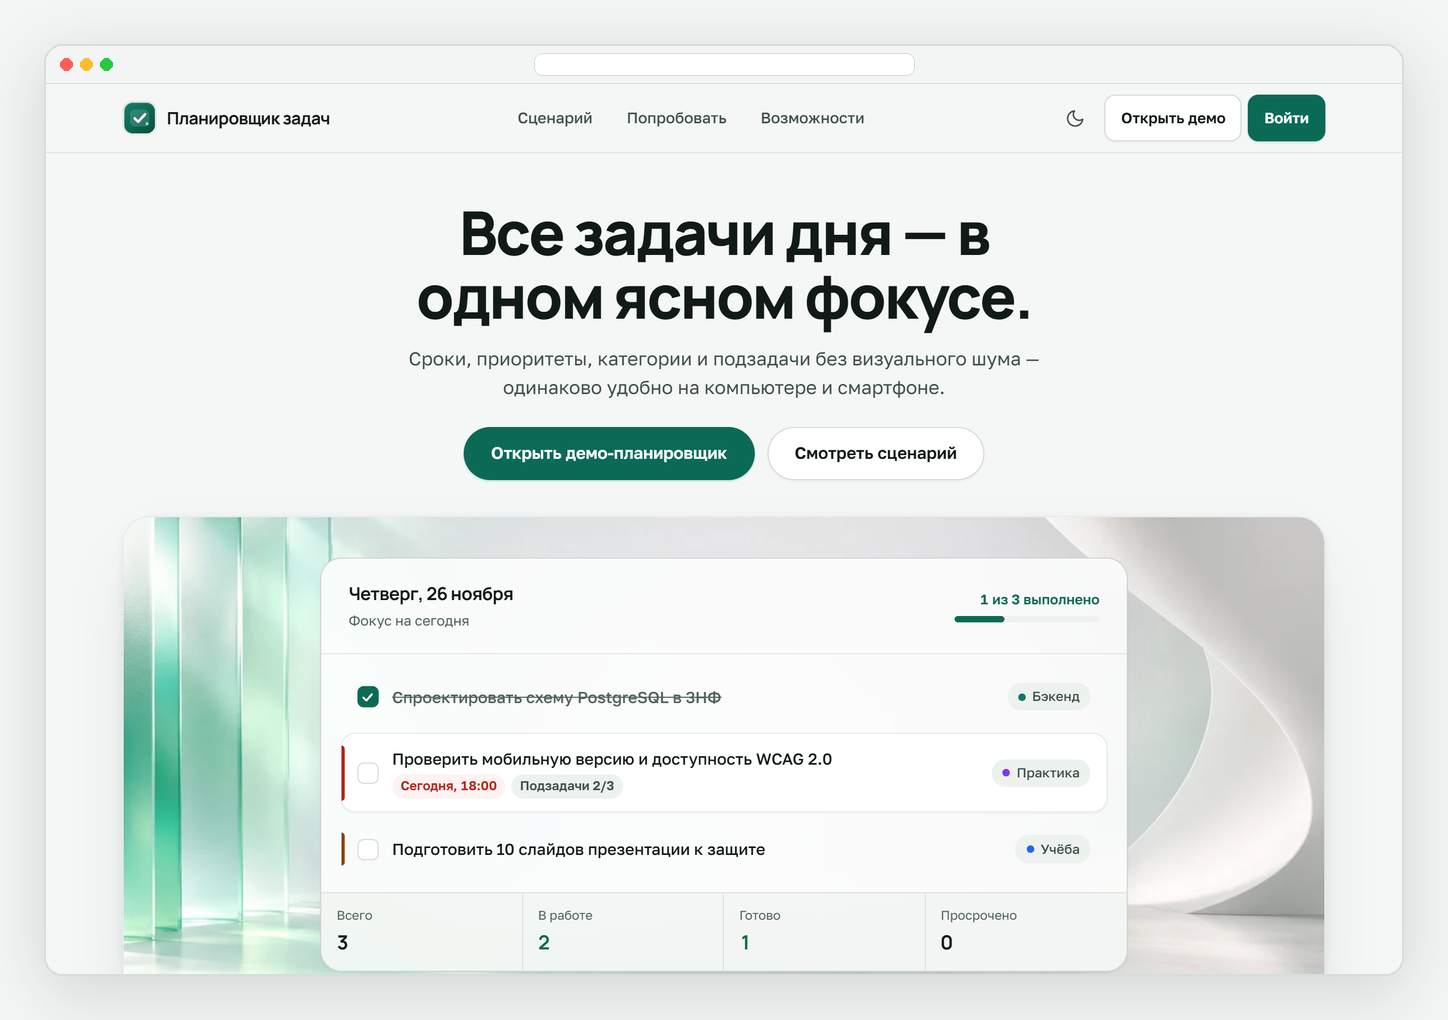 Планировщик задач
Сценарий
Попробовать
Возможности
Открыть демо
Войти
Все задачи дня — в
одном ясном фокусе.
Сроки, приоритеты, категории и подзадачи без визуального шума —
одинаково удобно на компьютере и смартфоне.
Открыть демо-планировщик
Смотреть сценарий
Четверг, 26 ноября
Фокус на сегодня
1 из 3 выполнено
Спроектировать схему PostgreSQL в 3НФ
Бэкенд
Проверить мобильную версию и доступность WCAG 2.0
Сегодня, 18:00
Подзадачи 2/3
Практика
Подготовить 10 слайдов презентации к защите
Учёба
Всего
3
В работе
2
Готово
1
Просрочено
0